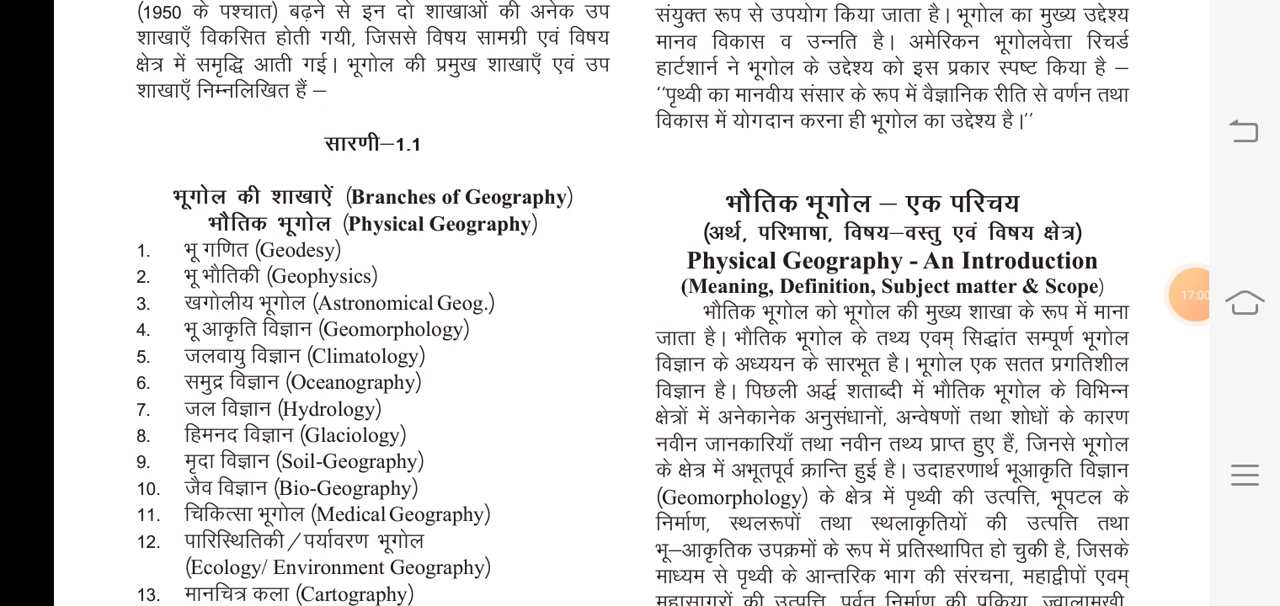 (1950 के पश्चात) बढ़ने से इन दो शाखाओं की अनेक उप
शाखाएँ विकसित होती गयी, जिससे विषय सामग्री एवं विषय
क्षेत्र में समृद्धि आती गई। भूगोल की प्रमुख शाखाएँ एवं उप
शाखाएँ निम्नलिखित हैं –
सारणी–1.1
भूगोल की शाखाऐं (Branches of Geography)
भौतिक भूगोल (Physical Geography)
1. भू गणित (Geodesy)
2. भू भौतिकी (Geophysics)
3. खगोलीय भूगोल (Astronomical Geog.)
4. भू आकृति विज्ञान (Geomorphology)
5. जलवायु विज्ञान (Climatology)
6. समुद्र विज्ञान (Oceanography)
7. जल विज्ञान (Hydrology)
8. हिमनद विज्ञान (Glaciology)
9. मृदा विज्ञान (Soil-Geography)
10. जैव विज्ञान (Bio-Geography)
11. चिकित्सा भूगोल (Medical Geography)
12. पारिस्थितिकी / पर्यावरण भूगोल
(Ecology/ Environment Geography)
13. मानचित्र कला (Cartography)
संयुक्त रूप से उपयोग किया जाता है। भूगोल का मुख्य उद्देश्य
मानव विकास व उन्नति है। अमेरिकन भूगोलवेत्ता रिचर्ड
हार्टशार्न ने भूगोल के उद्देश्य को इस प्रकार स्पष्ट किया है –
‘‘पृथ्वी का मानवीय संसार के रूप में वैज्ञानिक रीति से वर्णन तथा
विकास में योगदान करना ही भूगोल का उद्देश्य है।’’
भौतिक भूगोल – एक परिचय
(अर्थ, परिभाषा, विषय–वस्तु एवं विषय क्षेत्र)
Physical Geography - An Introduction
(Meaning, Definition, Subject matter & Scope)
भौतिक भूगोल को भूगोल की मुख्य शाखा के रूप में माना
जाता है। भौतिक भूगोल के तथ्य एवम् सिद्धांत सम्पूर्ण भूगोल
विज्ञान के अध्ययन के सारभूत है। भूगोल एक सतत प्रगतिशील
विज्ञान है। पिछली अर्द्ध शताब्दी में भौतिक भूगोल के विभिन्न
क्षेत्रों में अनेकानेक अनुसंधानों, अन्वेषणों तथा शोधों के कारण
नवीन जानकारियाँ तथा नवीन तथ्य प्राप्त हुए हैं, जिनसे भूगोल
के क्षेत्र में अभूतपूर्व क्रान्ति हुई है। उदाहरणार्थ भूआकृति विज्ञान
(Geomorphology) के क्षेत्र में पृथ्वी की उत्पत्ति, भूपटल के
निर्माण, स्थलरूपों तथा स्थलाकृतियों की उत्पत्ति तथा
भू–आकृतिक उपक्रमों के रूप में प्रतिस्थापित हो चुकी है, जिसके
माध्यम से पृथ्वी के आन्तरिक भाग की संरचना, महाद्वीपों एवम्
महासागरों की उत्पत्ति, पर्वत निर्माण की प्रक्रिया, ज्वालामुखी,
17:00